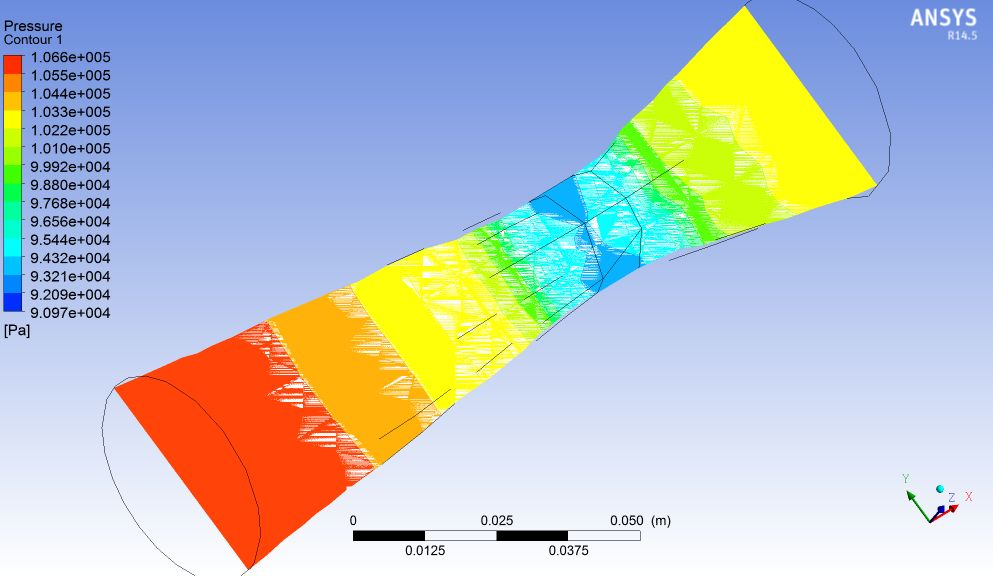 Pressure
Contour 1
1.066e+005
1.055e+005
1.044e+005
1.033e+005
1.022e+005
1.010e+005
9.992e+004
9.880e+004
9.768e+004
9.656e+004
9.544e+004
9.432e+004
9.321e+004
9.209e+004
9.097e+004
[Pa]
ANSYS
R14.5
0 0.025 0.050 (m)
0.0125 0.0375
Y
Z X